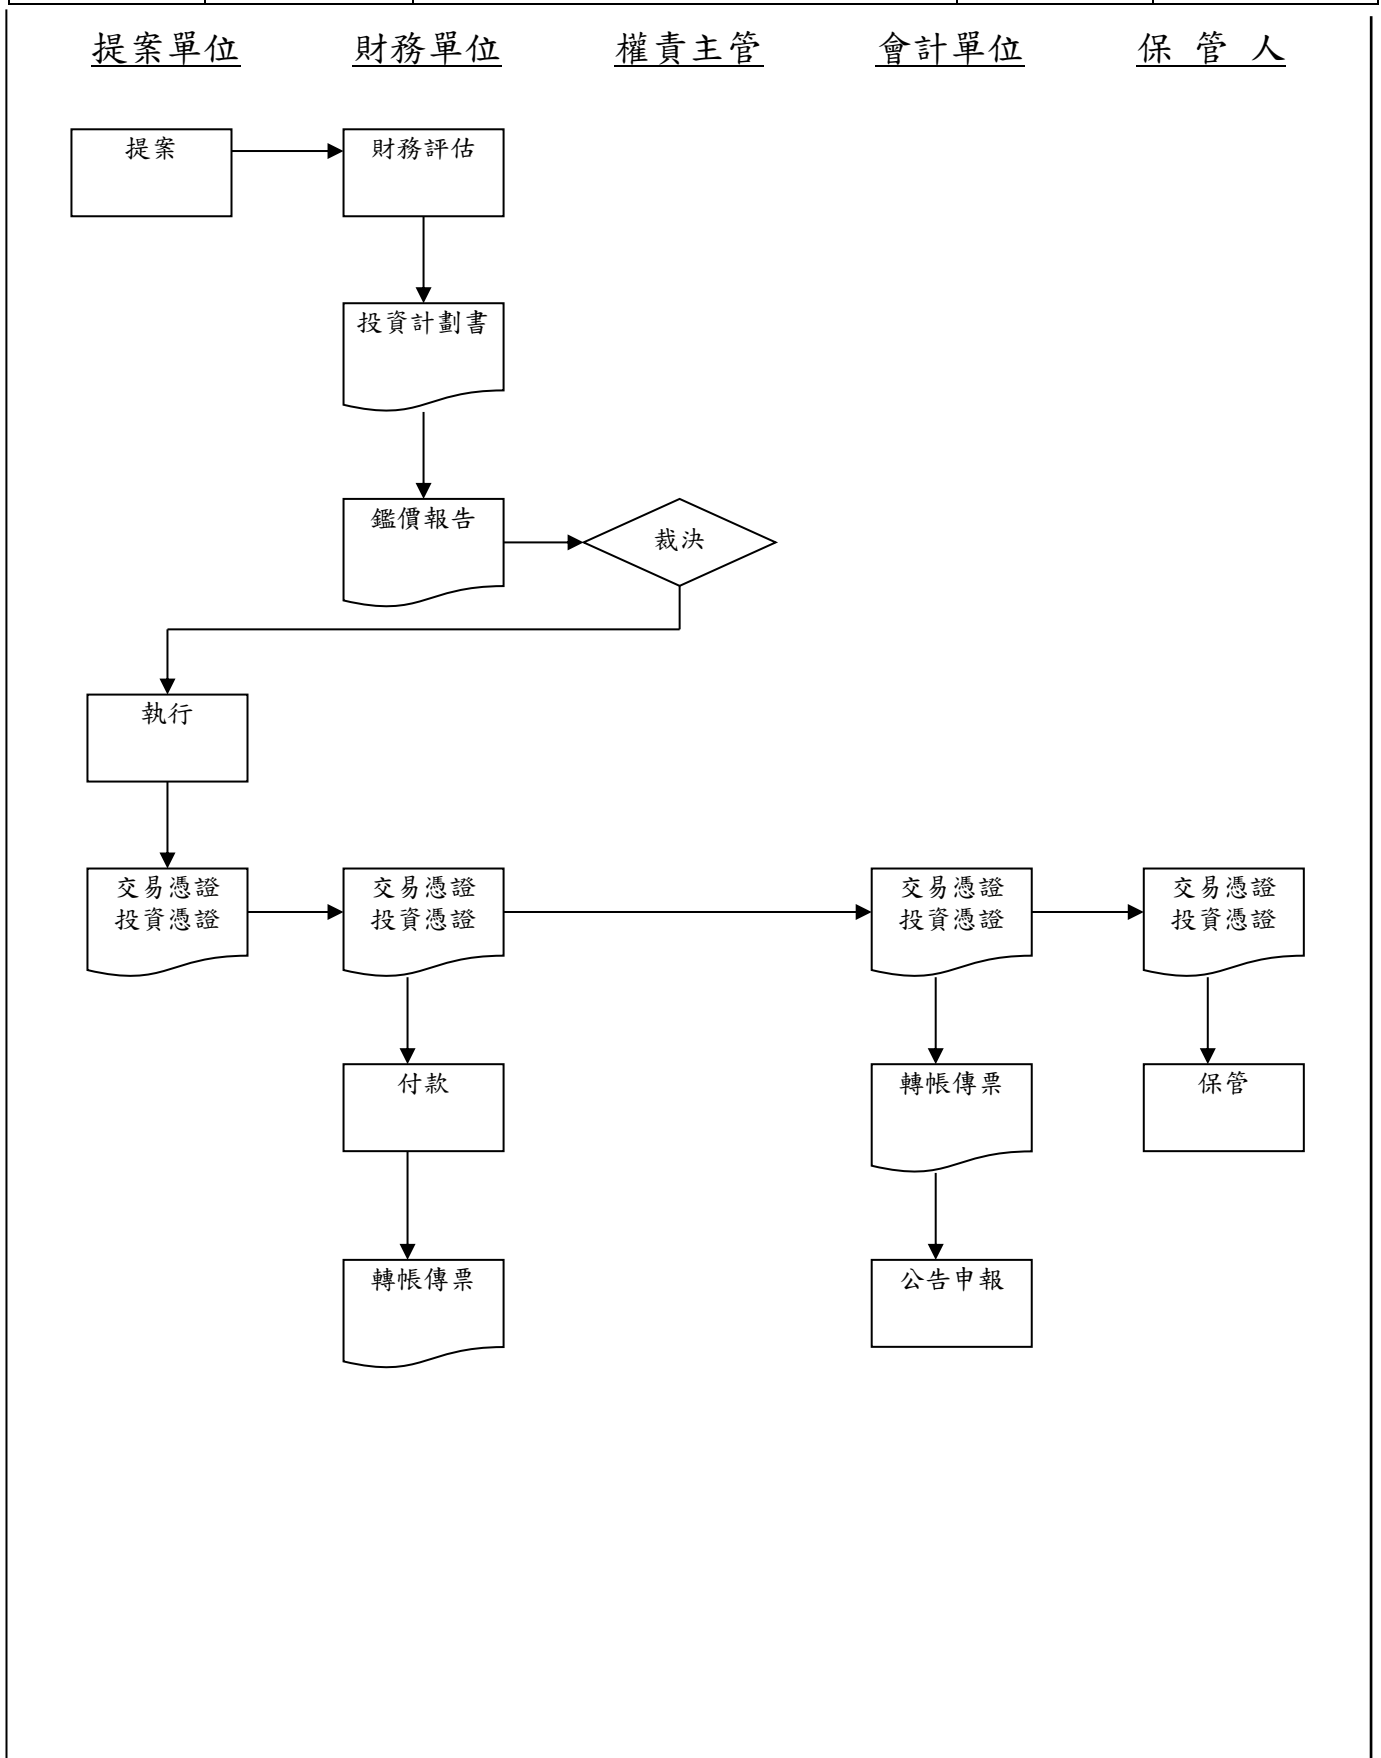 提案單位 財務單位 權責主管 會計單位 保 管 人
提案 財務評估
投資計劃書
鑑價報告 裁決
執行
交易憑證 交易憑證 交易憑證 交易憑證
投資憑證 投資憑證 投資憑證 投資憑證
付款 轉帳傳票 保管
轉帳傳票 公告申報